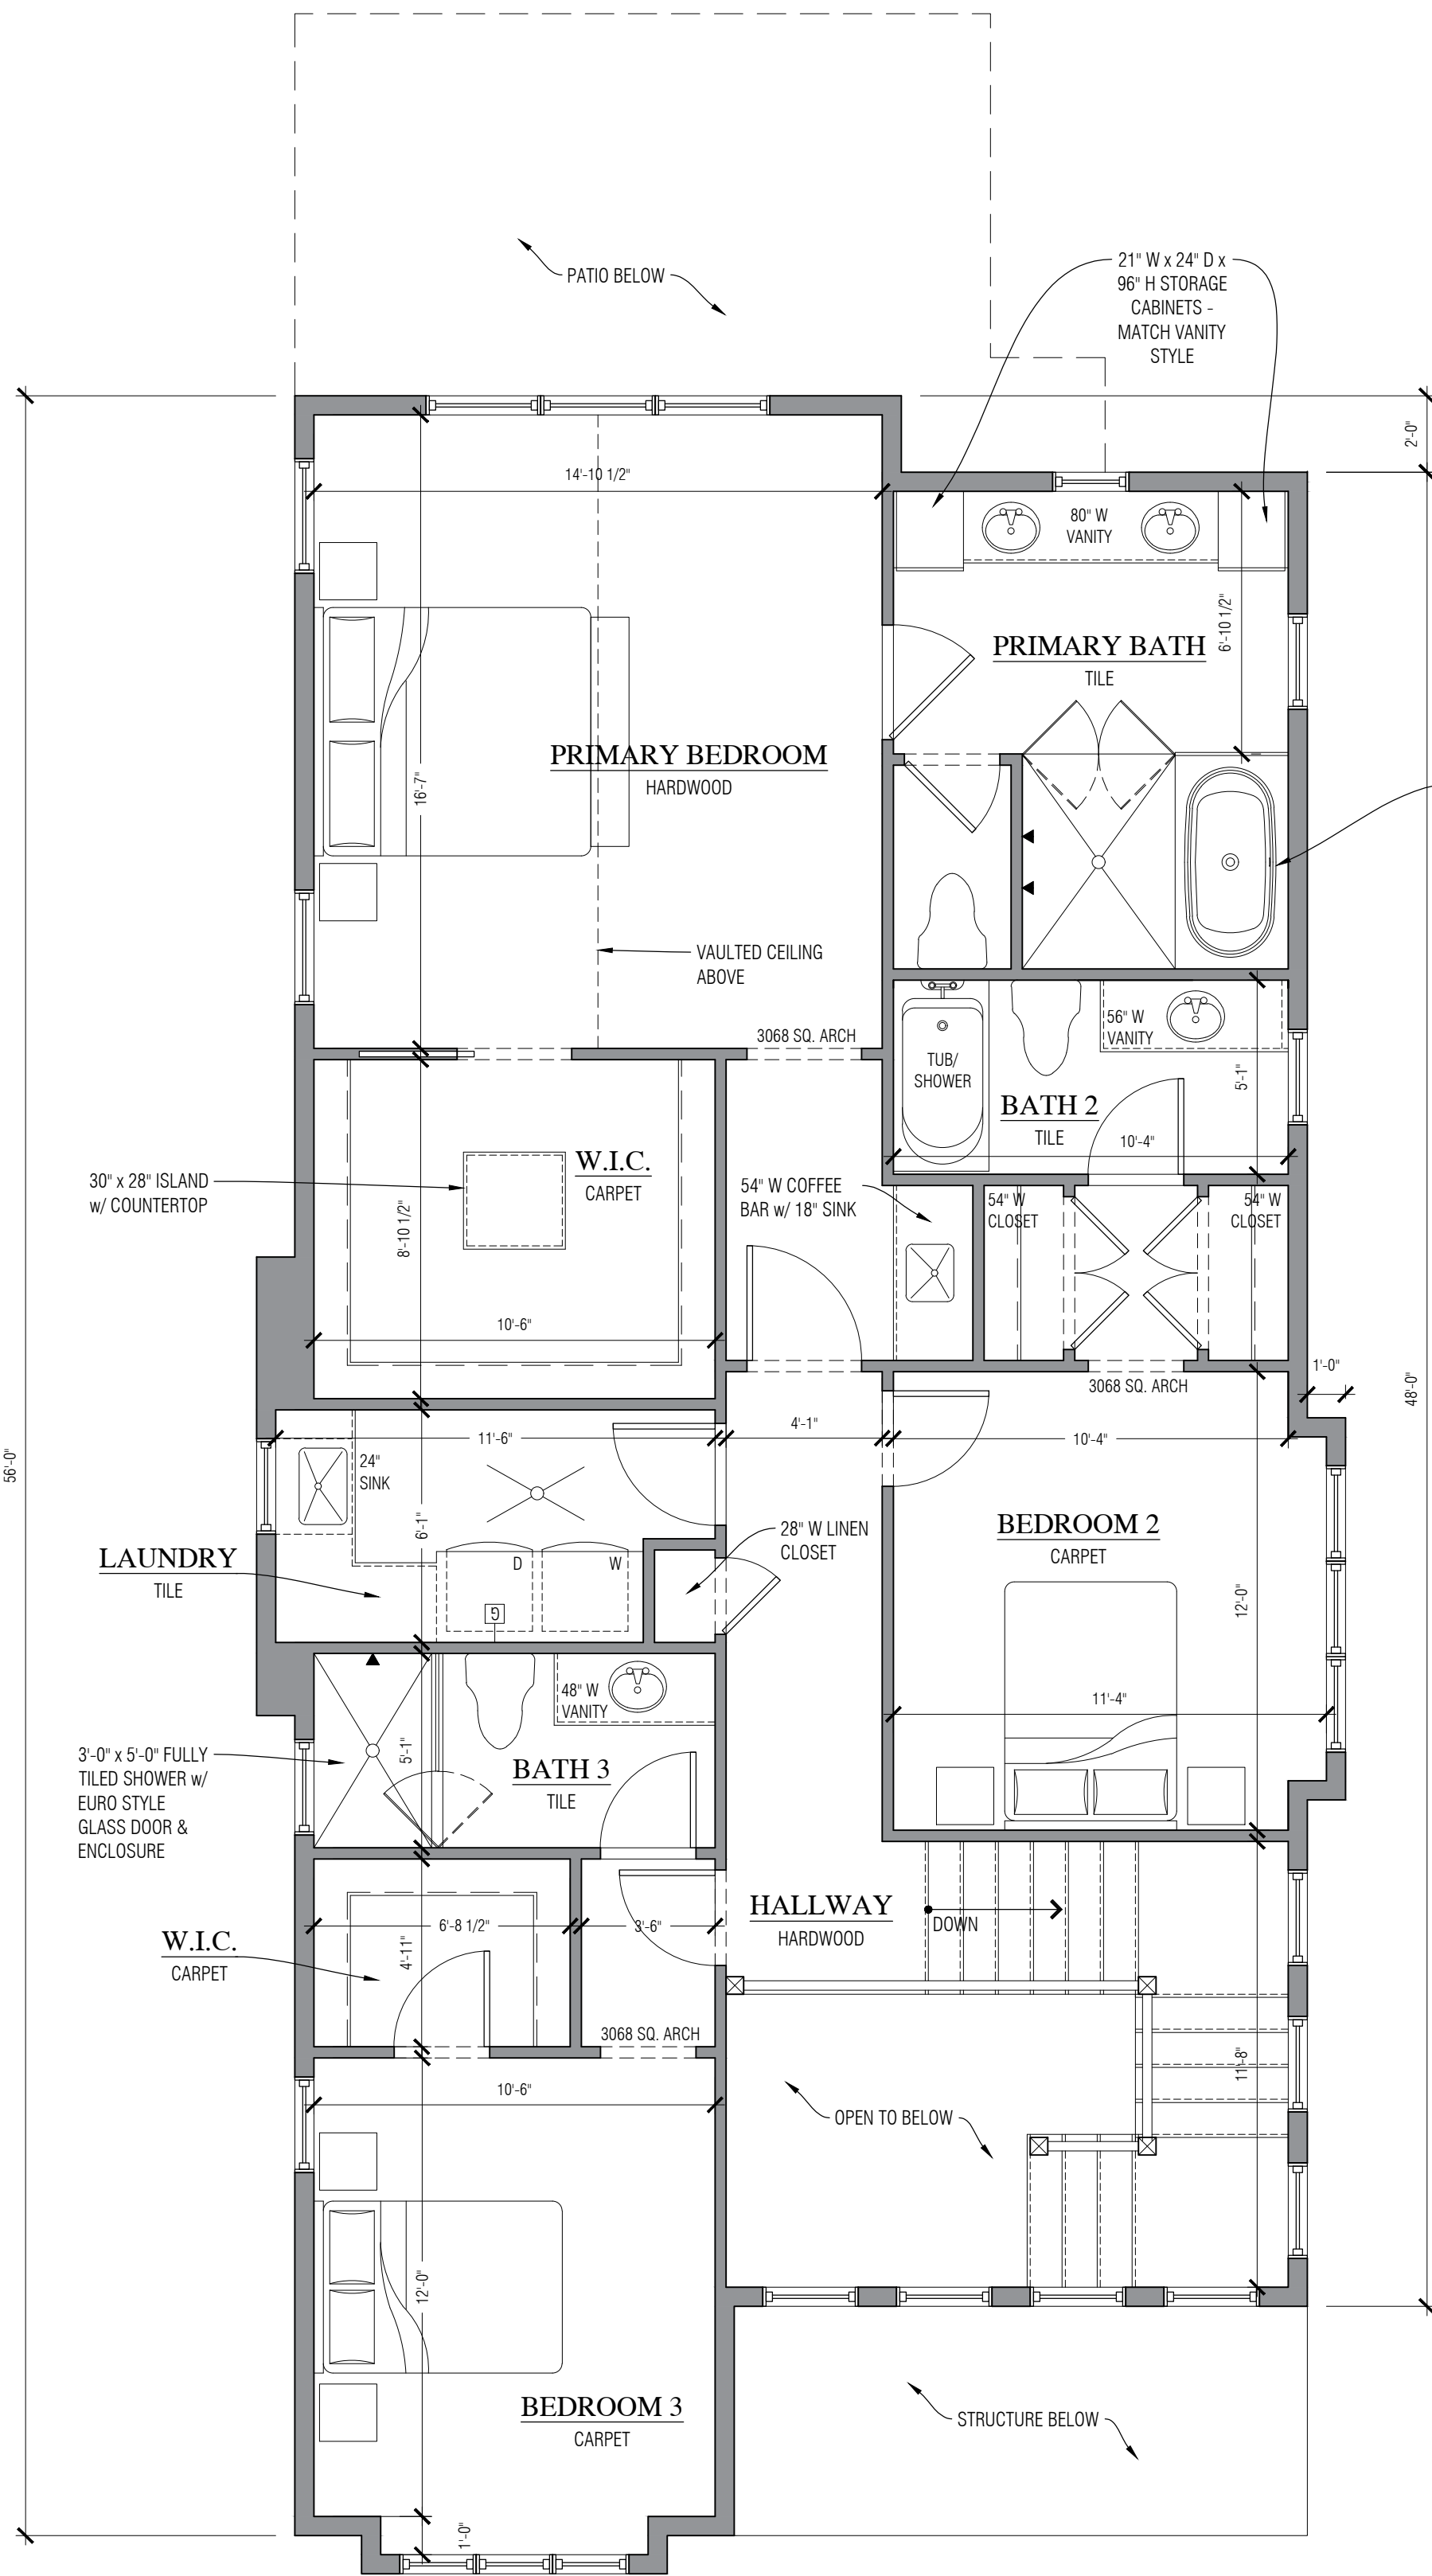 PATIO BELOW
21" W x 24" D x
96" H STORAGE
CABINETS -
MATCH VANITY
STYLE
2'-0"
14'-10 1/2"
80" W
VANITY
6'-10 1/2"
PRIMARY BATH
TILE
PRIMARY BEDROOM
HARDWOOD
16'-7"
VAULTED CEILING
ABOVE
3068 SQ. ARCH
56" W
VANITY
TUB/
SHOWER
BATH 2
TILE
5'-1"
10'-4"
30" x 28" ISLAND
w/ COUNTERTOP
W.I.C.
CARPET
8'-10 1/2"
10'-6"
54" W COFFEE
BAR w/ 18" SINK
54" W
CLOSET
54" W
CLOSET
3068 SQ. ARCH
1'-0"
48'-0"
56'-0"
11'-6"
4'-1"
10'-4"
24"
SINK
6'-1"
28" W LINEN
CLOSET
BEDROOM 2
CARPET
LAUNDRY
TILE
D
W
G
12'-0"
11'-4"
48" W
VANITY
3'-0" x 5'-0" FULLY
TILED SHOWER w/
EURO STYLE
GLASS DOOR &
ENCLOSURE
5'-1"
BATH 3
TILE
HALLWAY
HARDWOOD
DOWN
W.I.C.
CARPET
6'-8 1/2"
3'-6"
4'-11"
3068 SQ. ARCH
11'-8"
10'-6"
OPEN TO BELOW
12'-0"
BEDROOM 3
CARPET
STRUCTURE BELOW
1'-0"